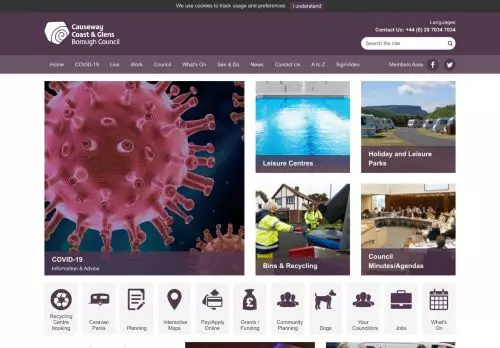 We use cookies to track usage and preferences I understand
Causeway
Coast & Glens
Borough Council
Languages
Contact Us: +44 (0) 28 7034 7034
Search the site
Home COVID-19 Live Work Council What's On See & Do News Contact Us A to Z SignVideo Members Area
Leisure Centres
Holiday and Leisure
Parks
COVID-19
Information & Advice
Bins & Recycling
Council
Minutes/Agendas
Recycling
Centre
booking
Caravan
Parks
Planning
Interactive
Maps
Pay/Apply
Online
Grants /
Funding
Community
Planning
Dogs
Your
Councillors
Jobs
What's
On